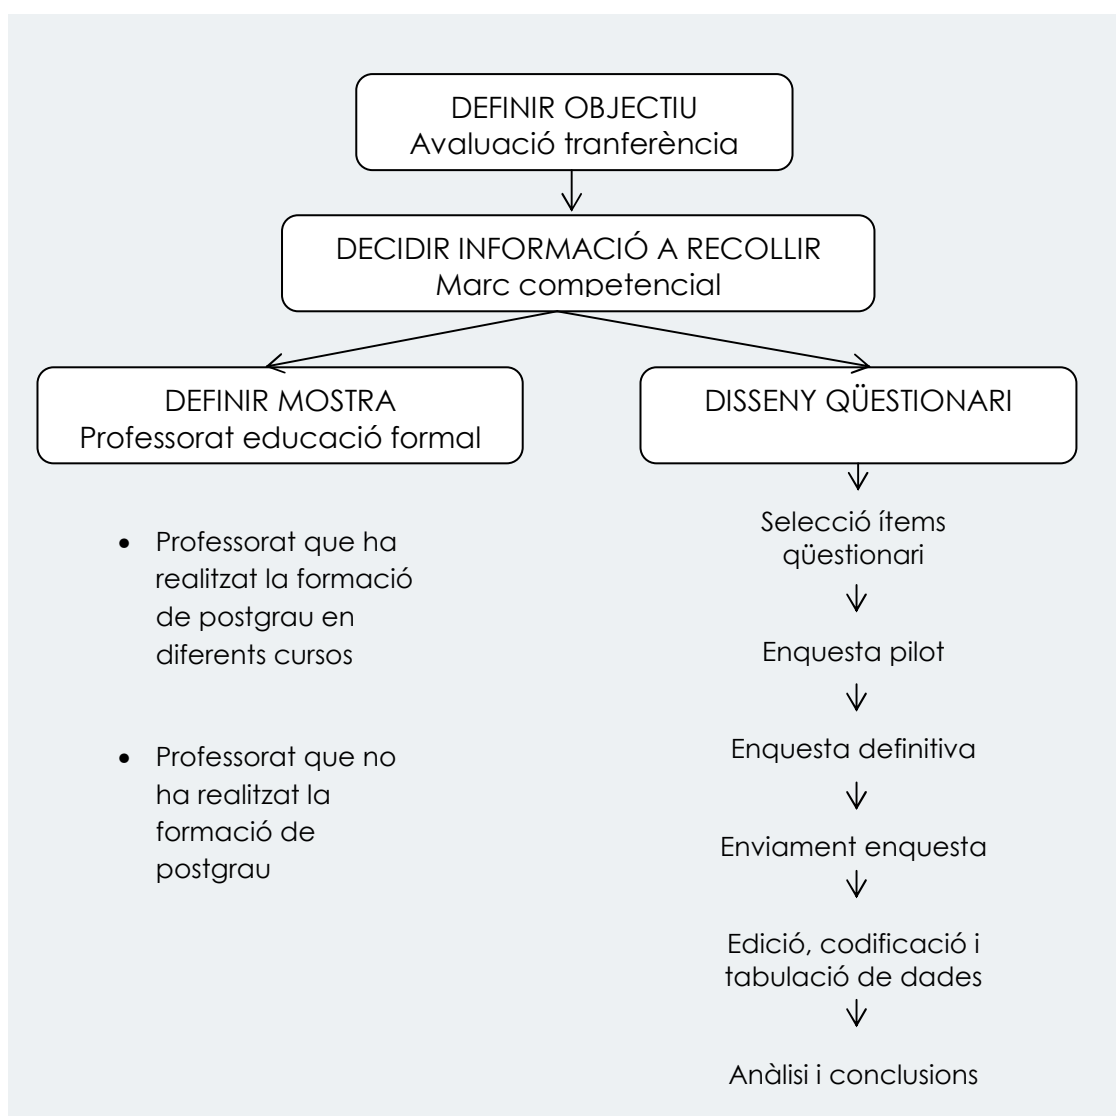 DEFINIR OBJECTIU
Avaluació tranferència
DECIDIR INFORMACIÓ A RECOLLIR
Marc competencial
DEFINIR MOSTRA
Professorat educació formal
• Professorat que ha
realitzat la formació
de postgrau en
diferents cursos
• Professorat que no
ha realitzat la
formació de
postgrau
DISSENY QÜESTIONARI
Selecció ítems
qüestionari
Enquesta pilot
Enquesta definitiva
Enviament enquesta
Edició, codificació i
tabulació de dades
Anàlisi i conclusions